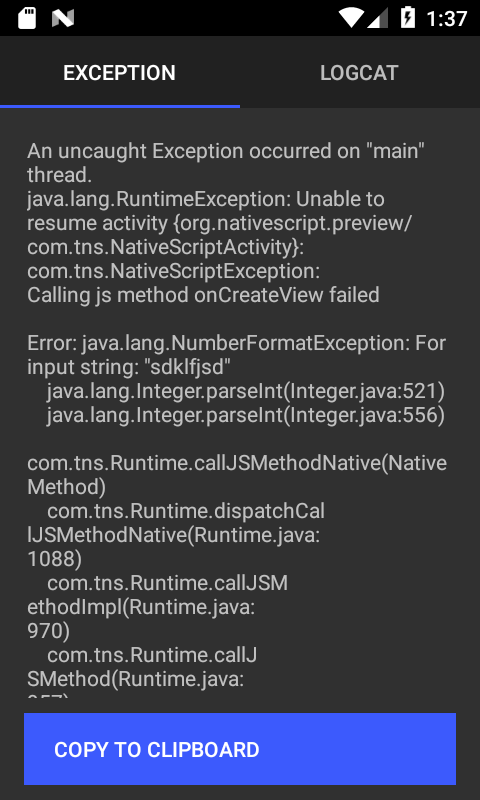 1:37
EXCEPTION
LOGCAT
An uncaught Exception occurred on "main"
thread.
java.lang.RuntimeException: Unable to
resume activity {org.nativescript.preview/
com.tns.NativeScriptActivity}:
com.tns.NativeScriptException:
Calling js method onCreateView failed
Error: java.lang.NumberFormatException: For
input string: "sdklfjsd"
java.lang.Integer.parseInt(Integer.java:521)
java.lang.Integer.parseInt(Integer.java:556)
com.tns.Runtime.callJSMethodNative(Native
Method)
com.tns.Runtime.dispatchCal
lJSMethodNative(Runtime.java:
1088)
com.tns.Runtime.callJSM
ethodImpl(Runtime.java:
970)
com.tns.Runtime.callJ
SMethod(Runtime.java:
COPY TO CLIPBOARD